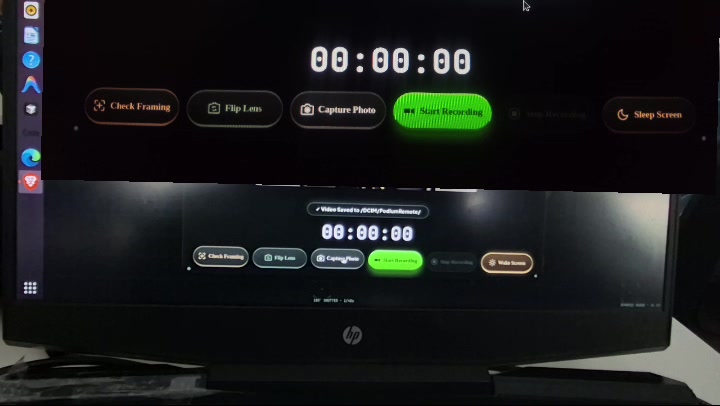 00:00:00
Check Framing
Flip Lens
Capture Photo
Start Recording
Sleep Screen
✓ Video Saved to /DCIM/PodiumRemote/
00:00:00
Check Framing
Flip Lens
Capture Photo
Start Recording
Stop Recording
Wake Screen
hp